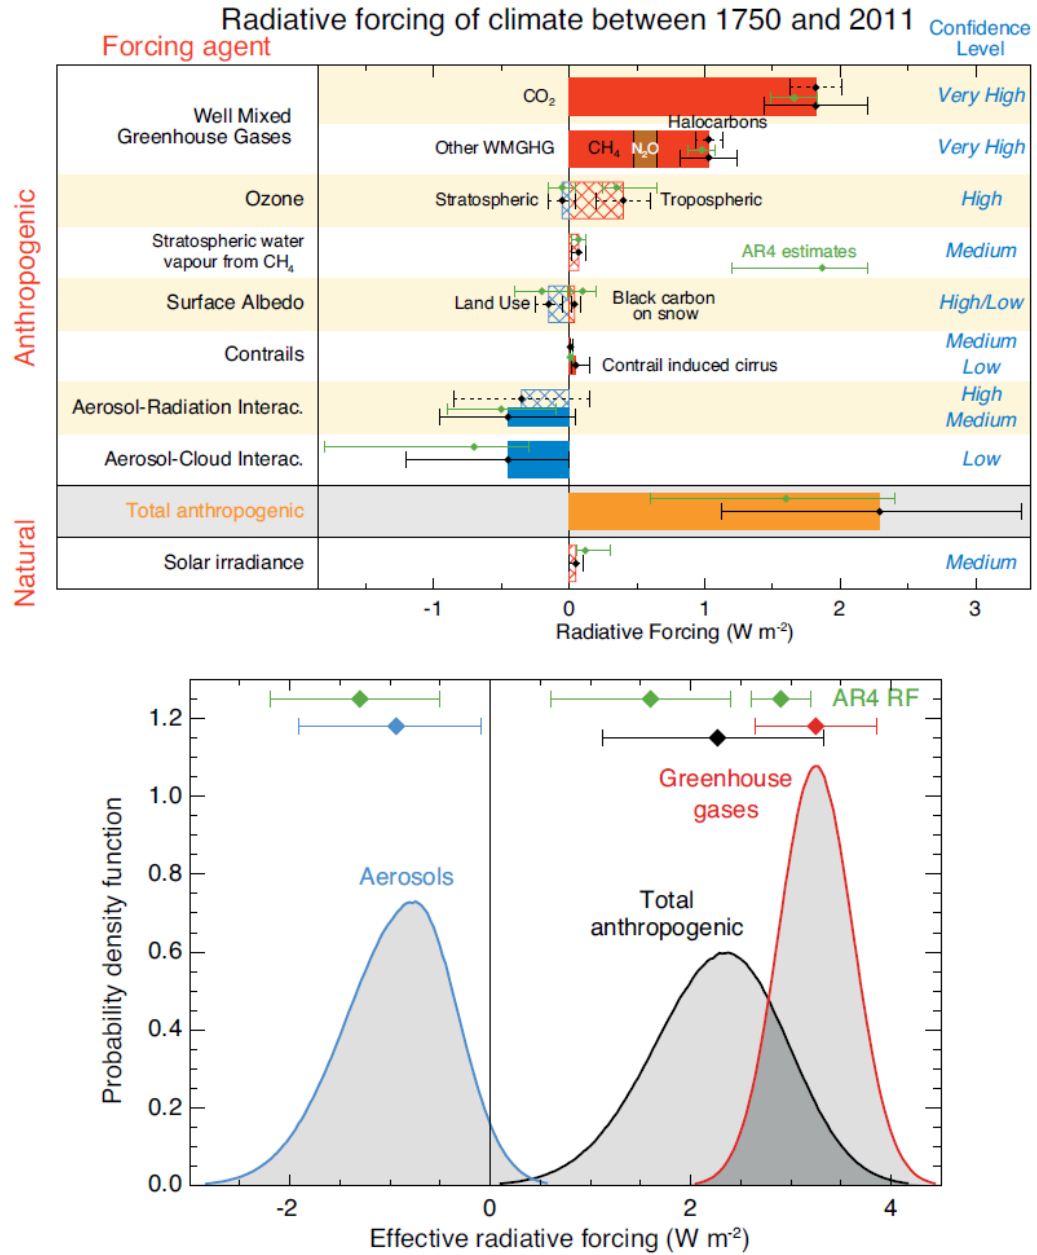 Radiative forcing of climate between 1750 and 2011
Forcing agent
Confidence
Level
Anthropogenic
Natural
Well Mixed
Greenhouse Gases
CO₂
Very High
Halocarbons
Other WMGHG
CH₄
N₂O
Very High
Ozone
Stratospheric
Tropospheric
High
Stratospheric water
vapour from CH₄
AR4 estimates
Medium
Surface Albedo
Land Use
Black carbon
on snow
High/Low
Contrails
Contrail induced cirrus
Medium
Low
Aerosol-Radiation Interac.
High
Medium
Aerosol-Cloud Interac.
Low
Total anthropogenic
Solar irradiance
Medium
-1 0 1 2 3
Radiative Forcing (W m⁻²)
AR4 RF
Greenhouse
gases
Aerosols
Total
anthropogenic
Probability density function
1.2
1.0
0.8
0.6
0.4
0.2
0.0
-2 0 2 4
Effective radiative forcing (W m⁻²)